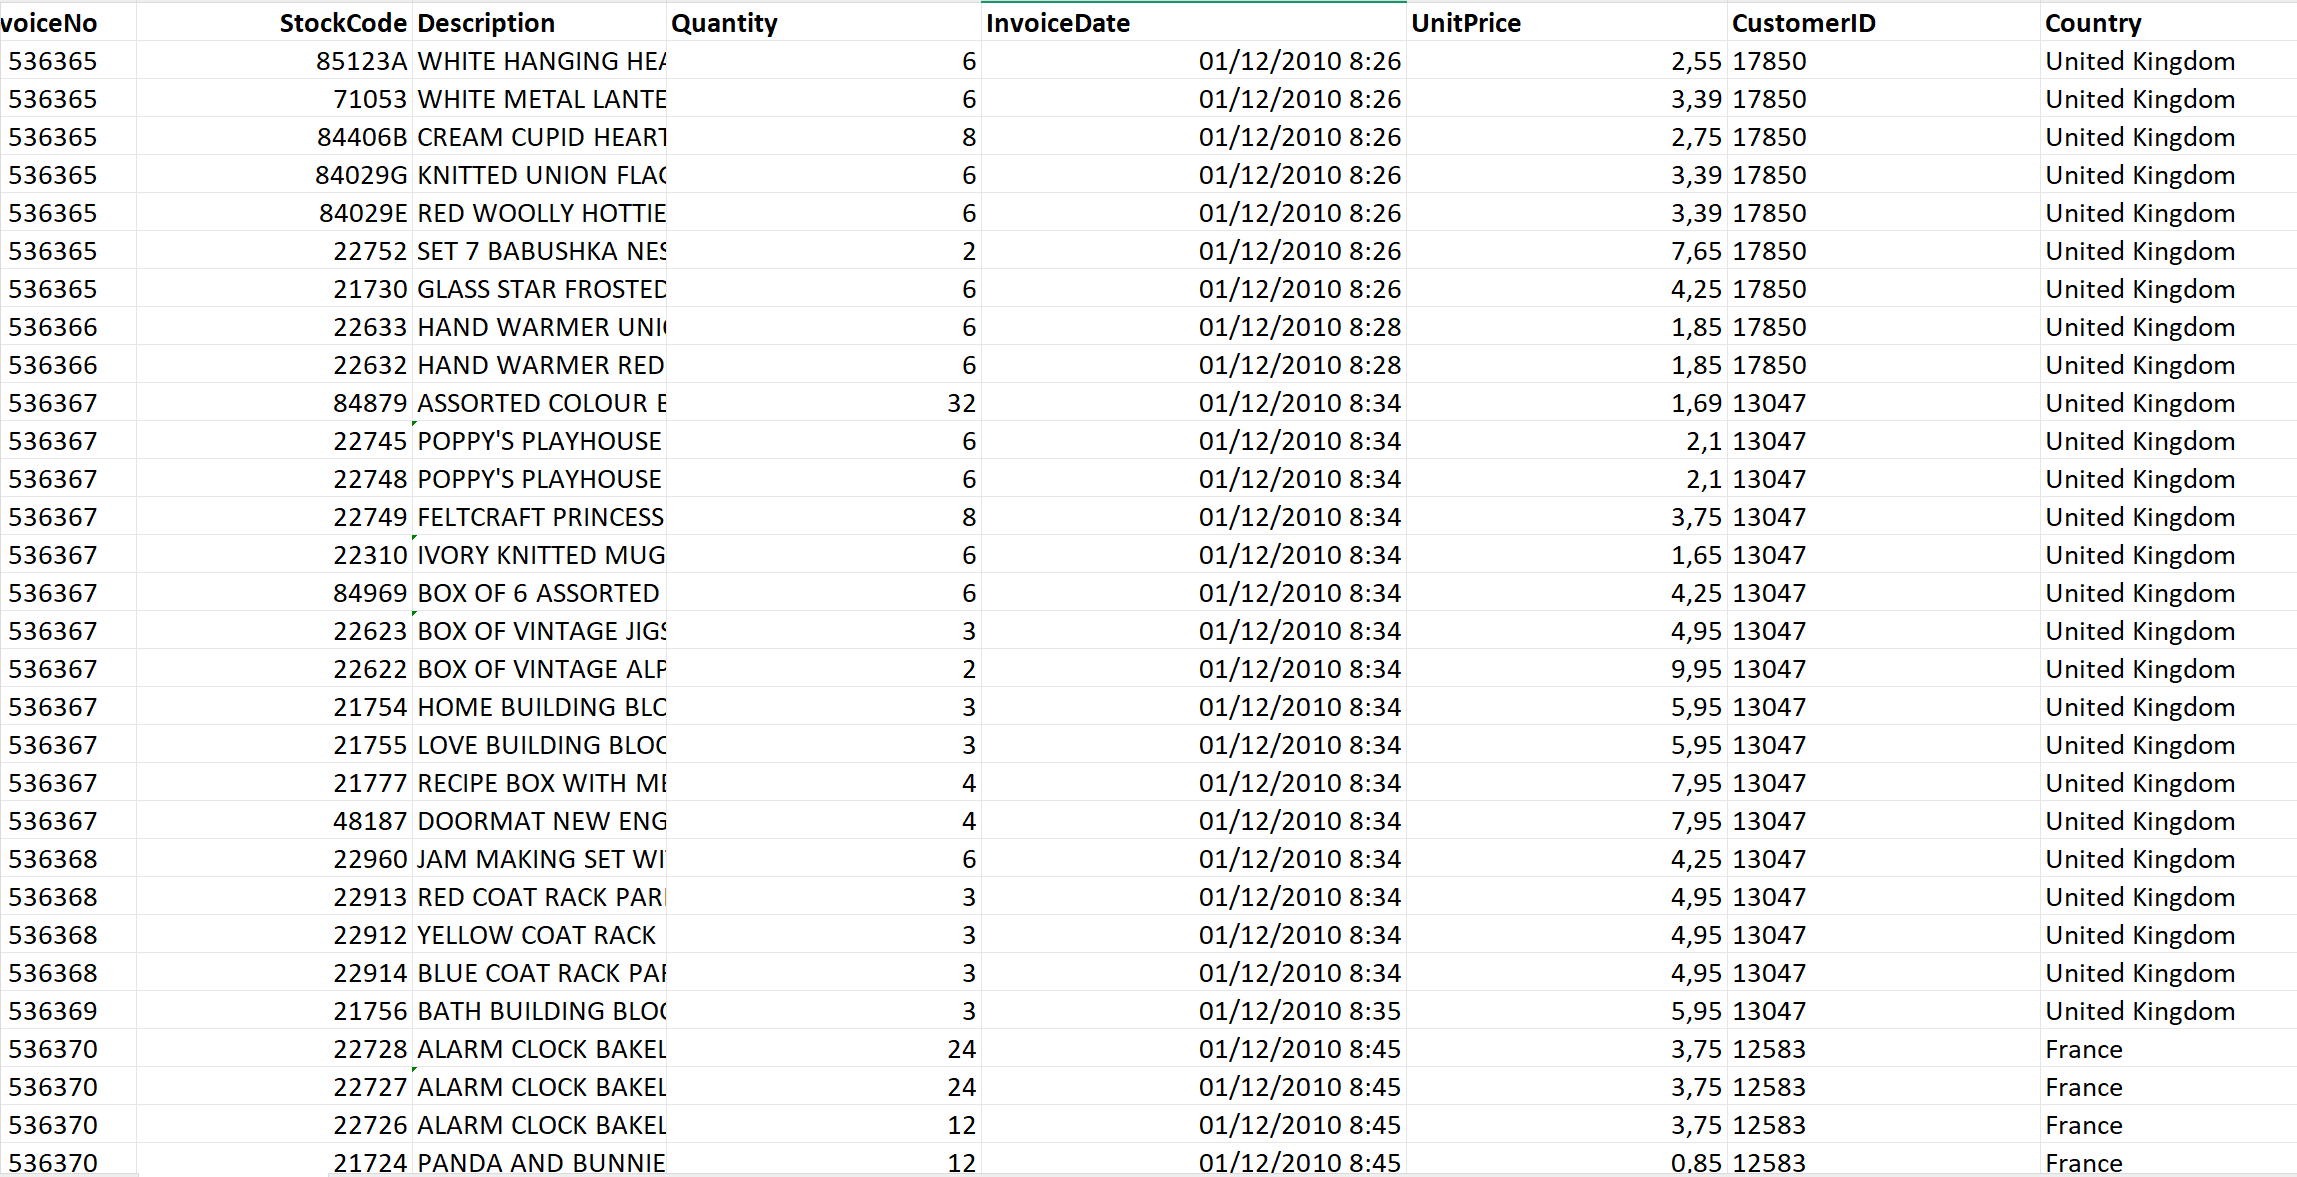 voiceNo StockCode Description Quantity InvoiceDate UnitPrice CustomerID Country
536365 85123A WHITE HANGING HEA 6 01/12/2010 8:26 2,55 17850 United Kingdom
536365 71053 WHITE METAL LANTE 6 01/12/2010 8:26 3,39 17850 United Kingdom
536365 84406B CREAM CUPID HEART 8 01/12/2010 8:26 2,75 17850 United Kingdom
536365 84029G KNITTED UNION FLAG 6 01/12/2010 8:26 3,39 17850 United Kingdom
536365 84029E RED WOOLLY HOTTIE 6 01/12/2010 8:26 3,39 17850 United Kingdom
536365 22752 SET 7 BABUSHKA NES 2 01/12/2010 8:26 7,65 17850 United Kingdom
536365 21730 GLASS STAR FROSTED 6 01/12/2010 8:26 4,25 17850 United Kingdom
536366 22633 HAND WARMER UNIO 6 01/12/2010 8:28 1,85 17850 United Kingdom
536366 22632 HAND WARMER RED 6 01/12/2010 8:28 1,85 17850 United Kingdom
536367 84879 ASSORTED COLOUR B 32 01/12/2010 8:34 1,69 13047 United Kingdom
536367 22745 POPPY'S PLAYHOUSE 6 01/12/2010 8:34 2,1 13047 United Kingdom
536367 22748 POPPY'S PLAYHOUSE 6 01/12/2010 8:34 2,1 13047 United Kingdom
536367 22749 FELTCRAFT PRINCESS 8 01/12/2010 8:34 3,75 13047 United Kingdom
536367 22310 IVORY KNITTED MUG 6 01/12/2010 8:34 1,65 13047 United Kingdom
536367 84969 BOX OF 6 ASSORTED 6 01/12/2010 8:34 4,25 13047 United Kingdom
536367 22623 BOX OF VINTAGE JIGS 3 01/12/2010 8:34 4,95 13047 United Kingdom
536367 22622 BOX OF VINTAGE ALP 2 01/12/2010 8:34 9,95 13047 United Kingdom
536367 21754 HOME BUILDING BLO 3 01/12/2010 8:34 5,95 13047 United Kingdom
536367 21755 LOVE BUILDING BLOC 3 01/12/2010 8:34 5,95 13047 United Kingdom
536367 21777 RECIPE BOX WITH ME 4 01/12/2010 8:34 7,95 13047 United Kingdom
536367 48187 DOORMAT NEW ENG 4 01/12/2010 8:34 7,95 13047 United Kingdom
536368 22960 JAM MAKING SET WI 6 01/12/2010 8:34 4,25 13047 United Kingdom
536368 22913 RED COAT RACK PARI 3 01/12/2010 8:34 4,95 13047 United Kingdom
536368 22912 YELLOW COAT RACK 3 01/12/2010 8:34 4,95 13047 United Kingdom
536368 22914 BLUE COAT RACK PAR 3 01/12/2010 8:34 4,95 13047 United Kingdom
536369 21756 BATH BUILDING BLOC 3 01/12/2010 8:35 5,95 13047 United Kingdom
536370 22728 ALARM CLOCK BAKEL 24 01/12/2010 8:45 3,75 12583 France
536370 22727 ALARM CLOCK BAKEL 24 01/12/2010 8:45 3,75 12583 France
536370 22726 ALARM CLOCK BAKEL 12 01/12/2010 8:45 3,75 12583 France
536370 21724 PANDA AND BUNNIE 12 01/12/2010 8:45 0,85 12583 France